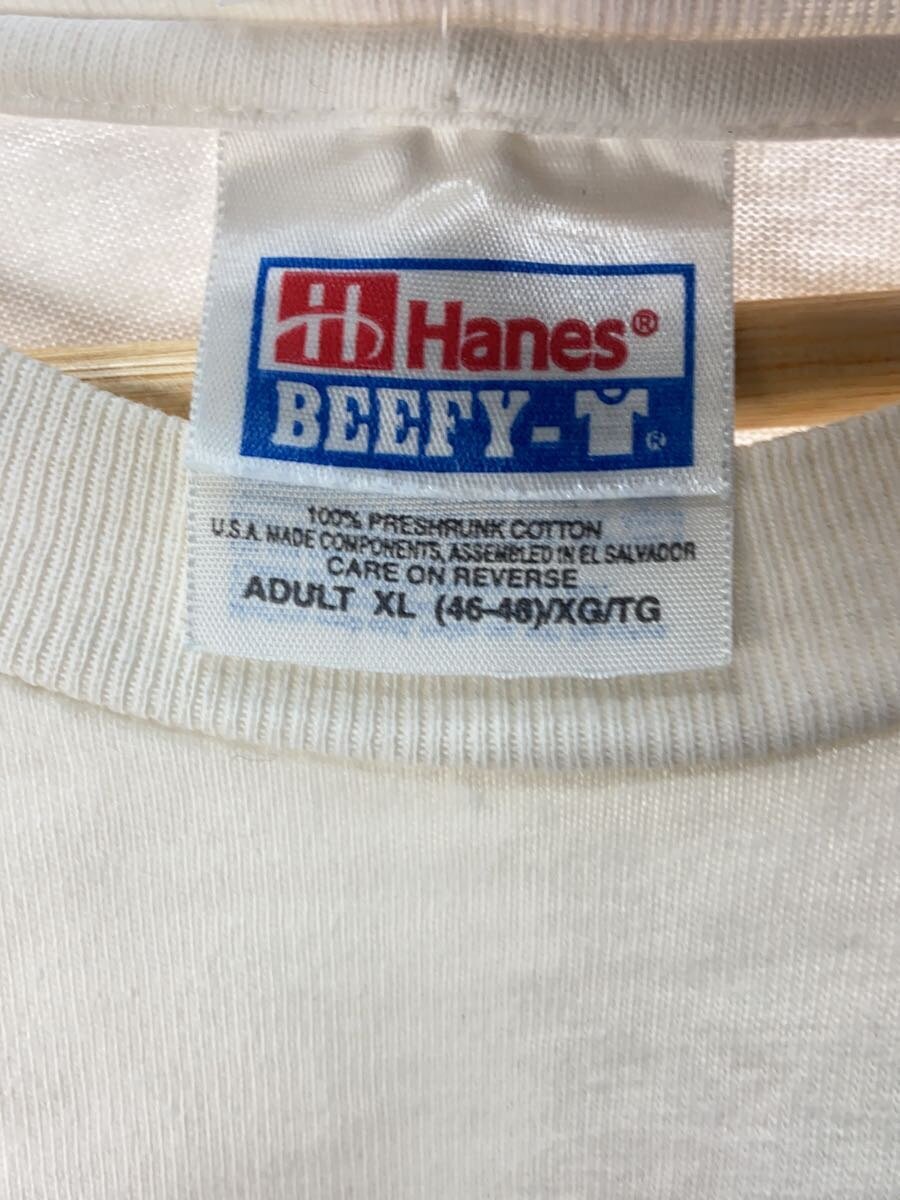 H Hanes®
BEEFY-T®
100% PRESHRUNK COTTON
U.S.A. MADE COMPONENTS, ASSEMBLED IN EL SALVADOR
CARE ON REVERSE
ADULT XL (46-48)/XG/TG